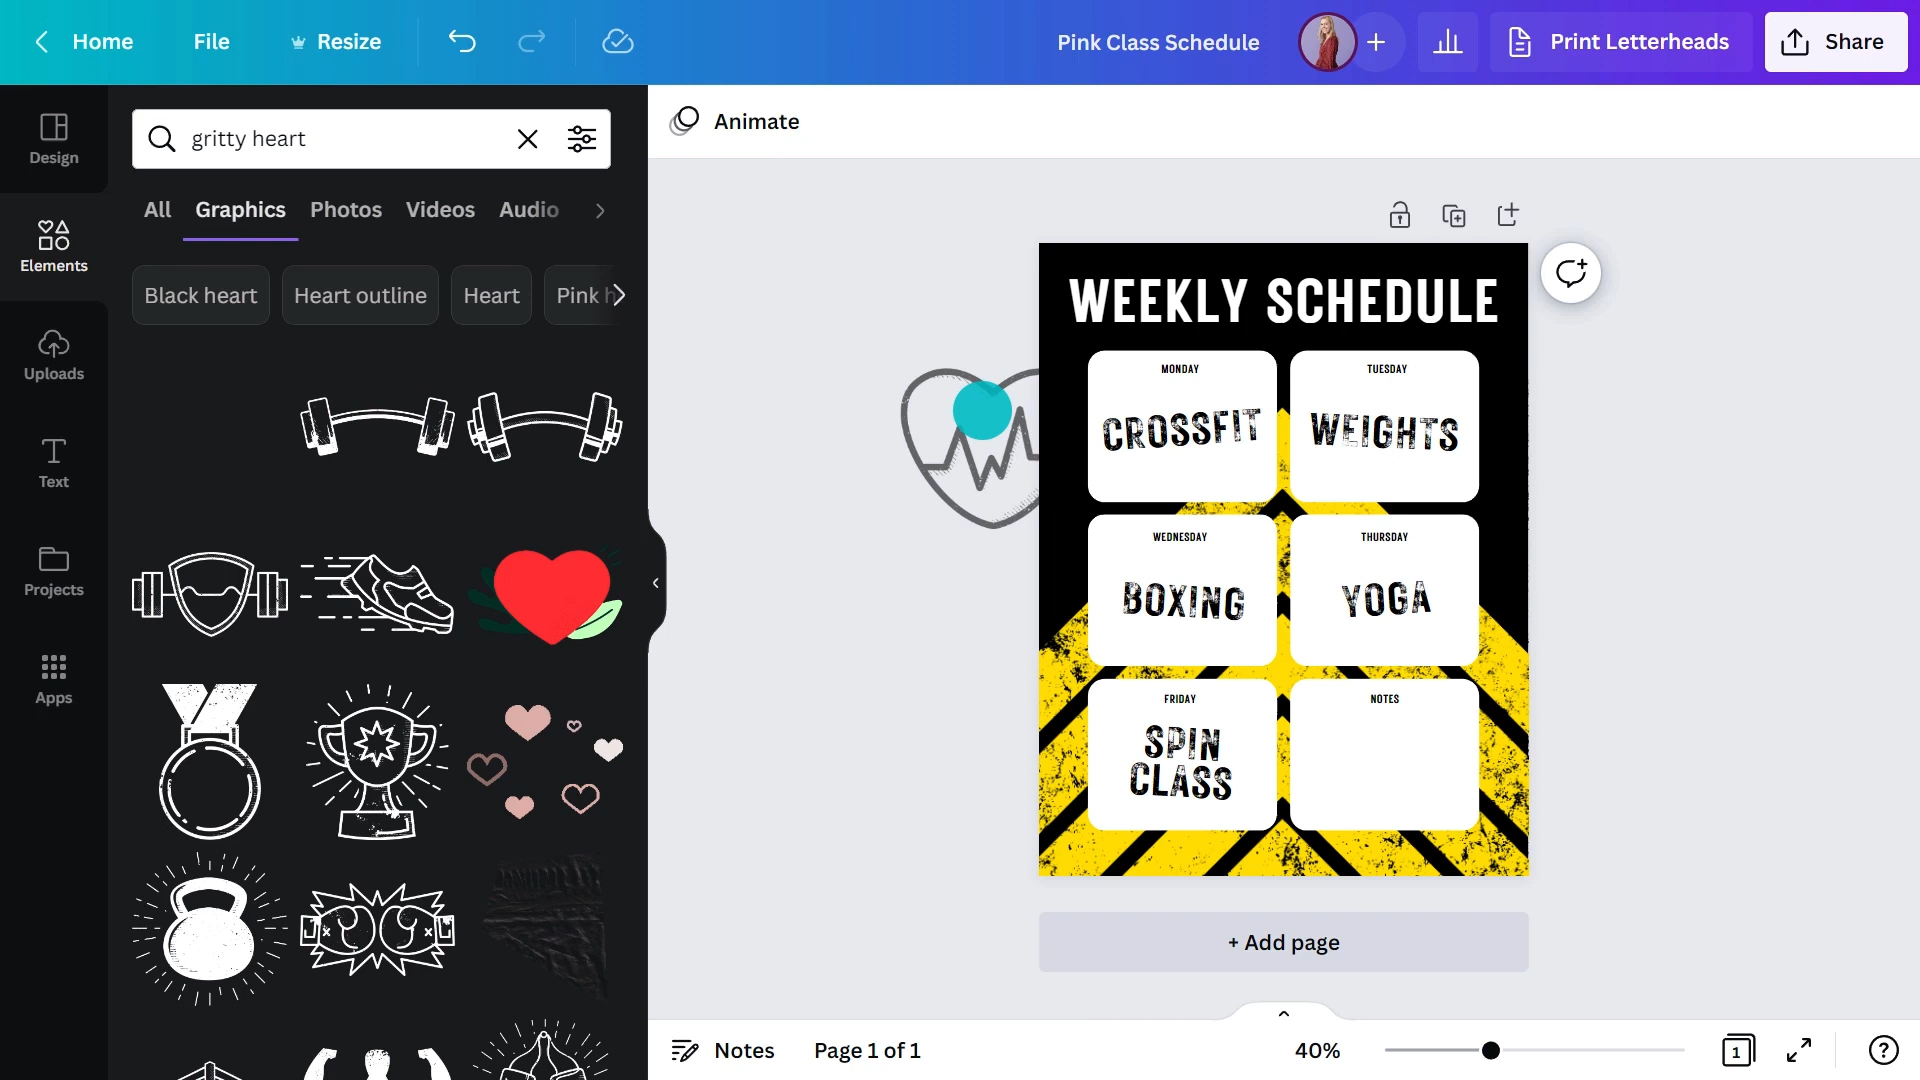 Home
File
Resize
Pink Class Schedule
+
Print Letterheads
Share
Design
Elements
Uploads
Text
Projects
Apps
gritty heart
All
Graphics
Photos
Videos
Audio
Black heart
Heart outline
Heart
Pink h
Animate
WEEKLY SCHEDULE
MONDAY
CROSSFIT
TUESDAY
WEIGHTS
WEDNESDAY
BOXING
THURSDAY
YOGA
FRIDAY
SPIN
CLASS
NOTES
+ Add page
Notes
Page 1 of 1
40%
1
?